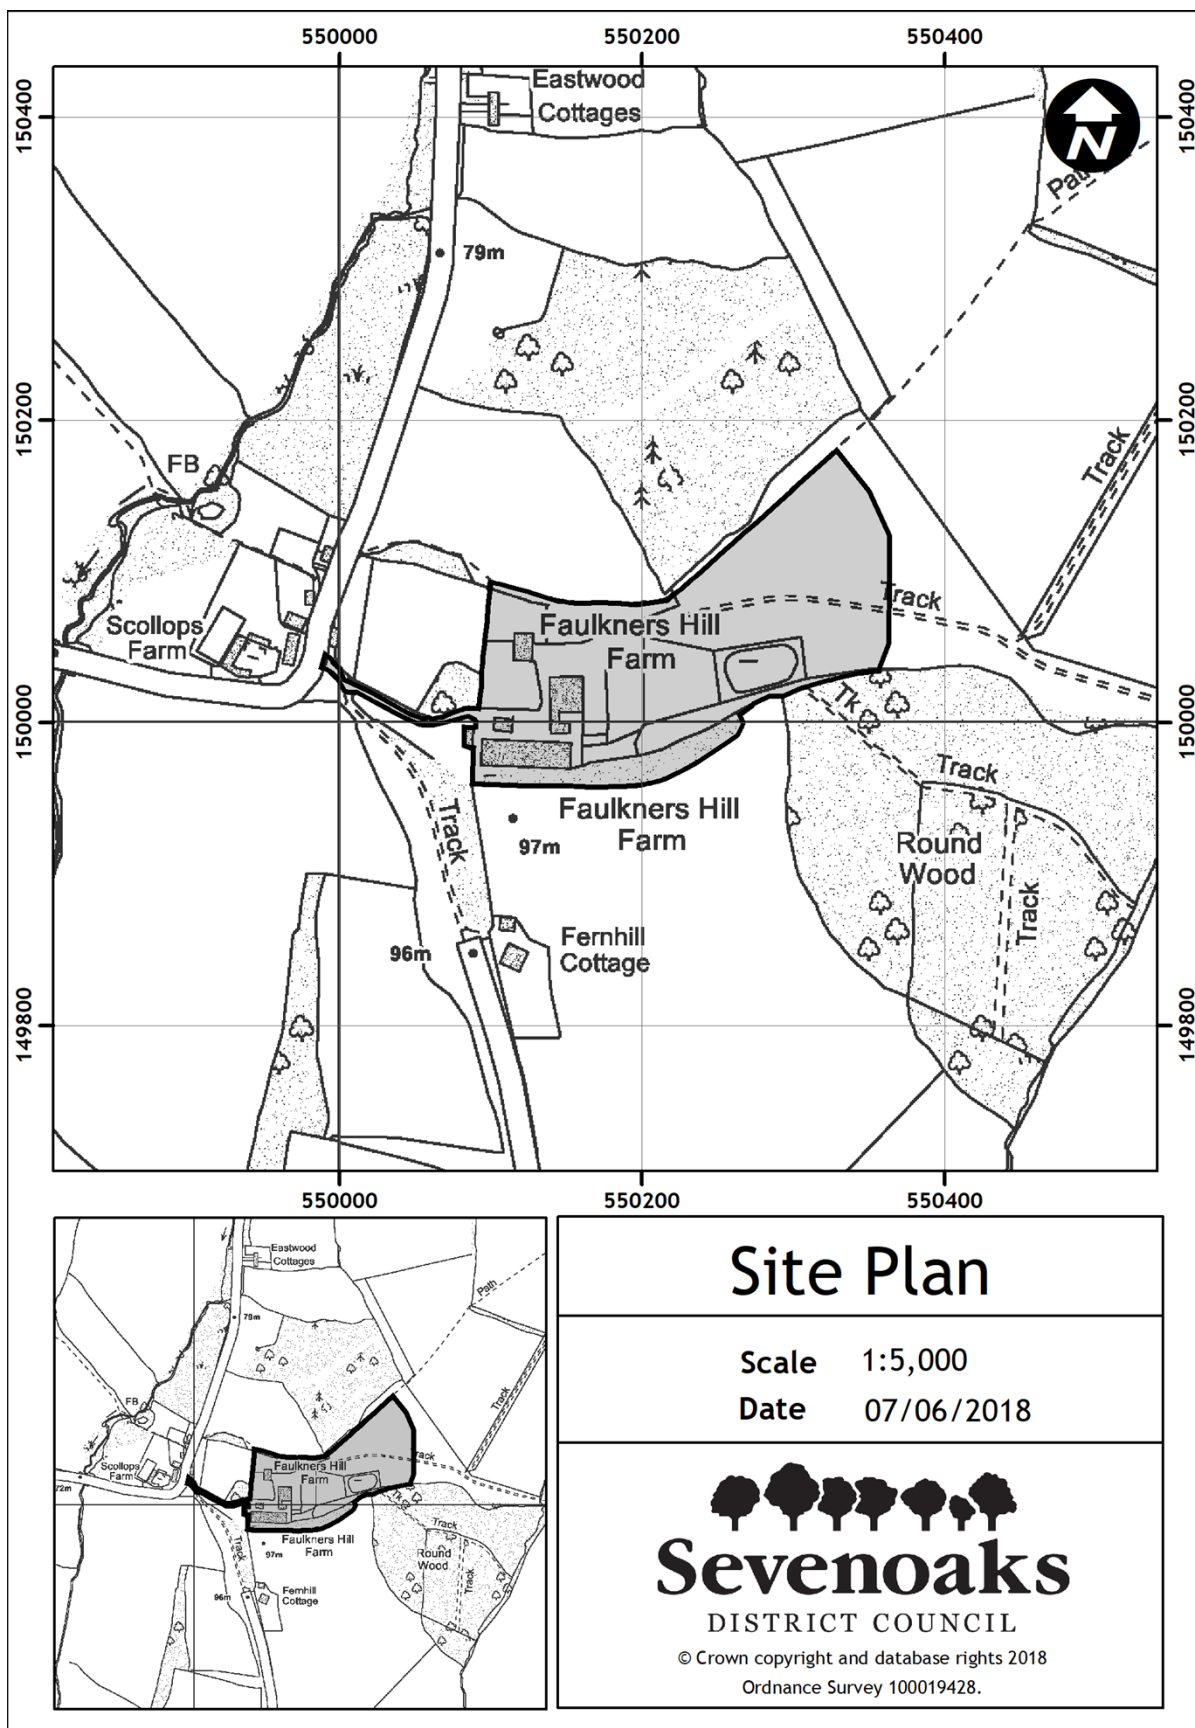 550000
550200
550400
150400
150400
Eastwood
Cottages
N
Path
79m
150200
150200
FB
Track
Scollops
Farm
Track
Faulkners Hill
Farm
150000
150000
Tk
Track
Track
Faulkners Hill
Farm
97m
Round
Wood
Track
Fernhill
Cottage
96m
149800
149800
550000
550200
550400
Eastwood
Cottages
Path
79m
Track
FB
Scollops
Farm
72m
Track
Faulkners Hill
Farm
Tk
Track
Faulkners Hill
Farm
97m
Track
Round
Wood
Track
96m
Fernhill
Cottage
Site Plan
Scale 1:5,000
Date 07/06/2018
Sevenoaks
DISTRICT COUNCIL
© Crown copyright and database rights 2018
Ordnance Survey 100019428.